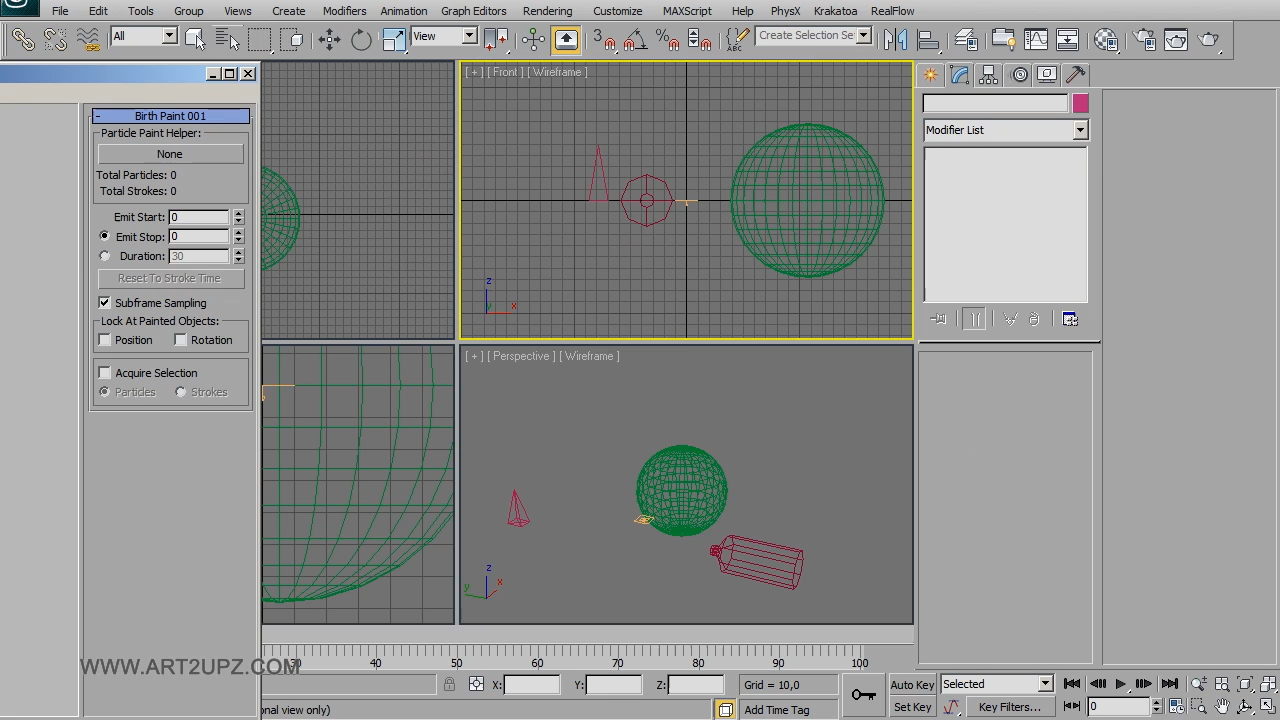 File Edit Tools Group Views Create Modifiers Animation Graph Editors Rendering Customize MAXScript Help PhysX Krakatoa RealFlow
All View 3 % ABC Create Selection Se
[ + ] [ Front ] [ Wireframe ]
Modifier List
- Birth Paint 001
Particle Paint Helper:
None
Total Particles: 0
Total Strokes: 0
Emit Start: 0
Emit Stop: 0
Duration: 30
Reset To Stroke Time
Subframe Sampling
Lock At Painted Objects:
Position Rotation
Acquire Selection
Particles Strokes
z
y x
[ + ] [ Perspective ] [ Wireframe ]
z
y x
WWW.ART2UPZ.COM
30 40 50 60 70 80 90 100
X: Y: Z: Grid = 10,0 Auto Key Selected
onal view only) Add Time Tag Set Key Key Filters... 0